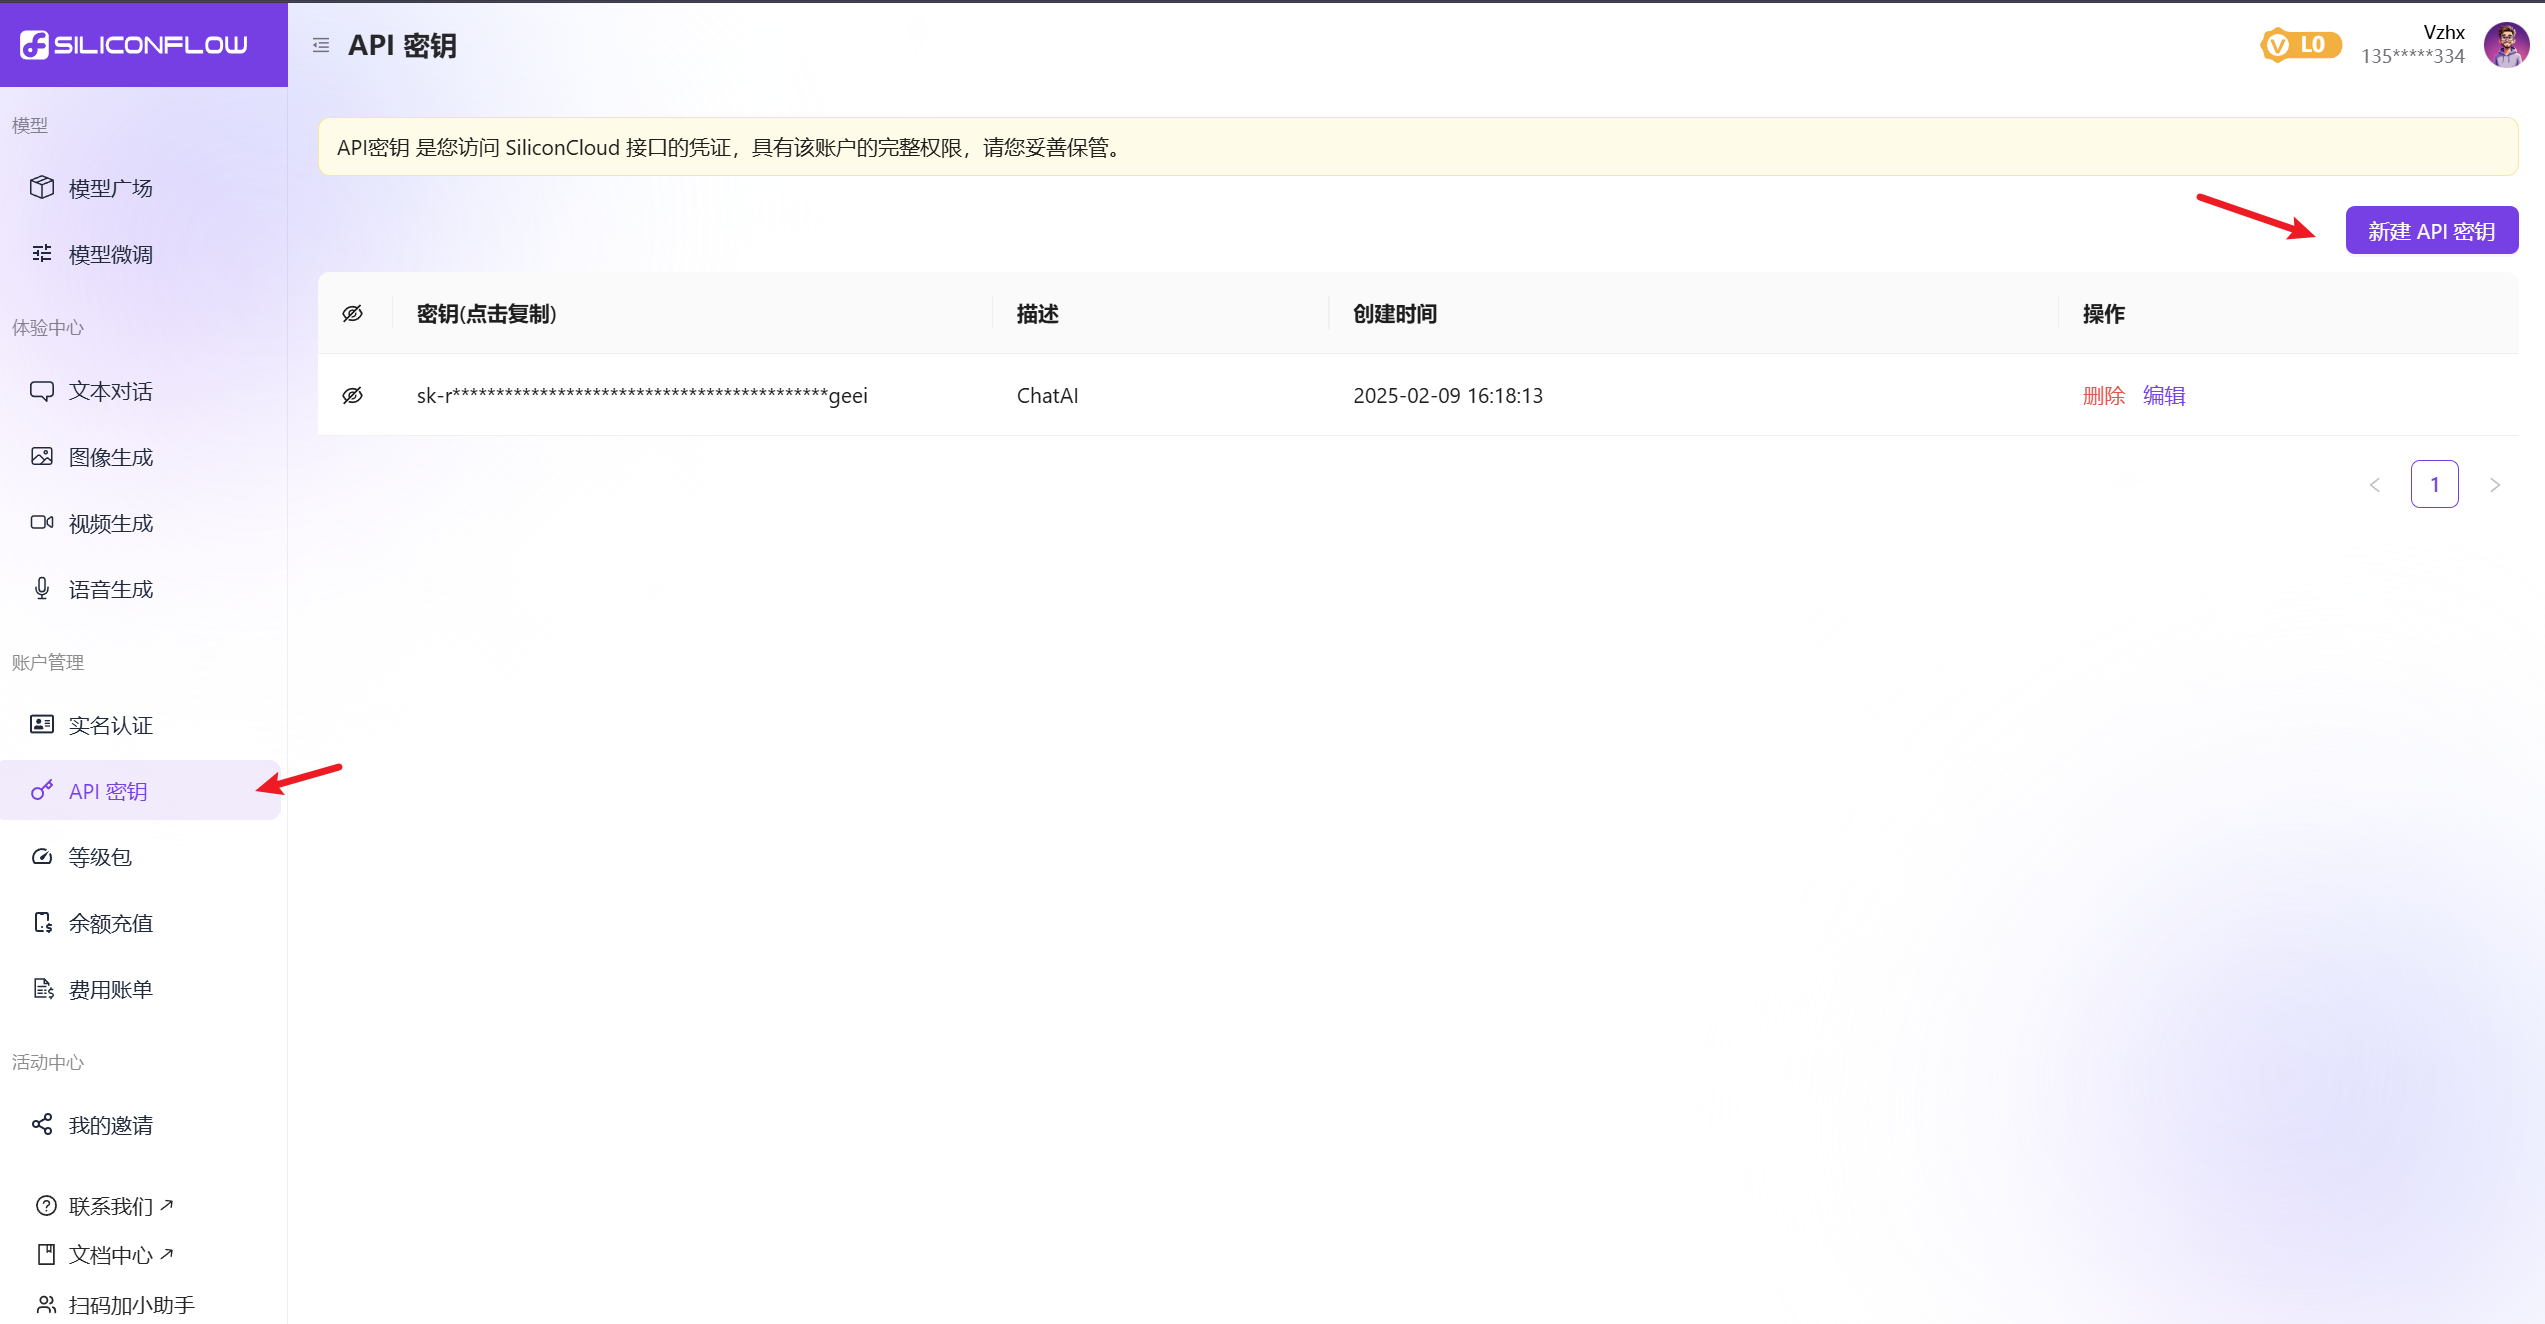 SILICONFLOW
API 密钥
L0
Vzhx
135*****334
模型
模型广场
模型微调
体验中心
文本对话
图像生成
视频生成
语音生成
账户管理
实名认证
API 密钥
等级包
余额充值
费用账单
活动中心
我的邀请
联系我们
文档中心
扫码加小助手
API密钥 是您访问 SiliconCloud 接口的凭证，具有该账户的完整权限，请您妥善保管。
新建 API 密钥
密钥(点击复制) 描述 创建时间 操作
sk-r*******************************************geei ChatAI 2025-02-09 16:18:13 删除 编辑
1